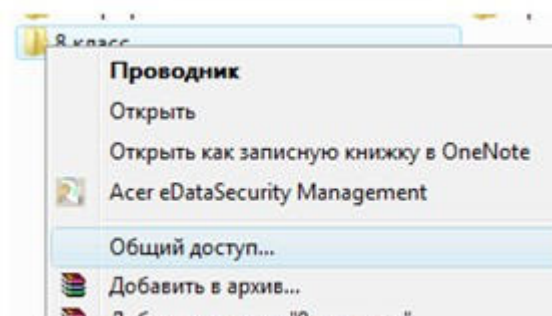 8 класс
Проводник
Открыть
Открыть как записную книжку в OneNote
Acer eDataSecurity Management
Общий доступ...
Добавить в архив...